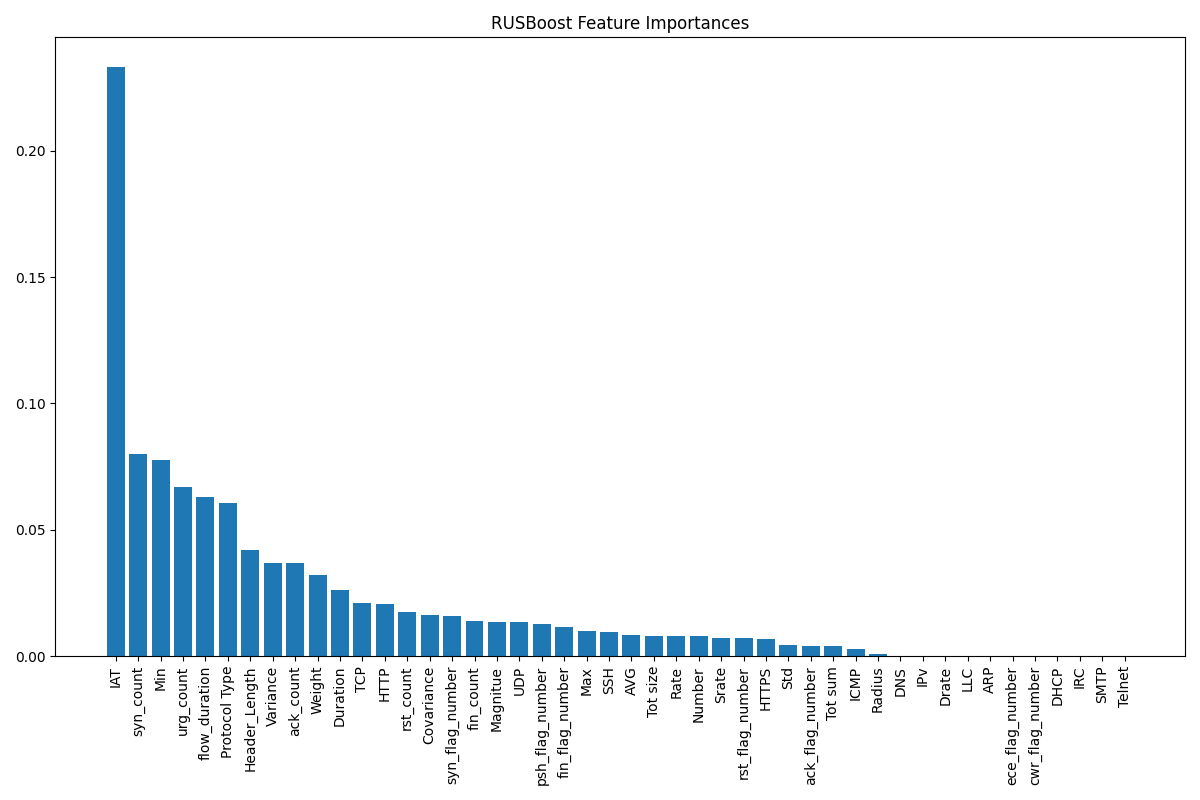 RUSBoost Feature Importances
0.20
0.15
0.10
0.05
0.00
IAT
syn_count
Min
urg_count
flow_duration
Protocol Type
Header_Length
Variance
ack_count
Weight
Duration
TCP
HTTP
rst_count
Covariance
syn_flag_number
fin_count
Magnitue
UDP
psh_flag_number
fin_flag_number
Max
SSH
AVG
Tot size
Rate
Number
Srate
rst_flag_number
HTTPS
Std
ack_flag_number
Tot sum
ICMP
Radius
DNS
IPv
Drate
LLC
ARP
ece_flag_number
cwr_flag_number
DHCP
IRC
SMTP
Telnet